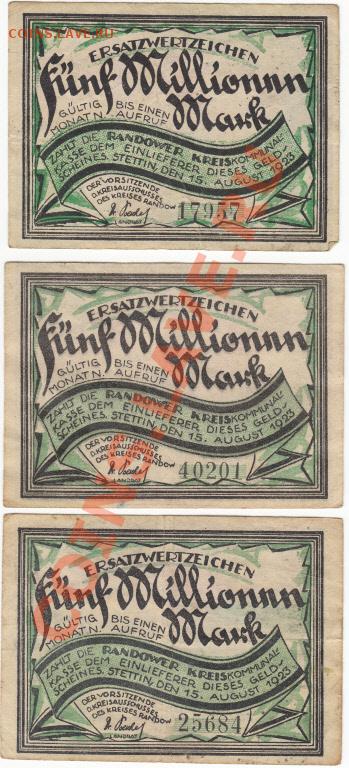 COINS.LAVE.RU
ERSATZWERTZEICHEN
Fünf Millionen
GÜLTIG BIS EINEN
MONAT N. AUFRUF Mark
ZAHLT DIE RANDOWER KREISKOMMUNAL-
KASSE DEM EINLIEFERER DIESES GELD-
SCHEINES. STETTIN, DEN 15. AUGUST 1923
DER VORSITZENDE
D. KREISAUSSCHUSSES
DES KREISES RANDOW
17957
LANDRAT
ERSATZWERTZEICHEN
Fünf Millionen
GÜLTIG BIS EINEN
MONAT N. AUFRUF Mark
ZAHLT DIE RANDOWER KREISKOMMUNAL-
KASSE DEM EINLIEFERER DIESES GELD-
SCHEINES. STETTIN, DEN 15. AUGUST 1923
DER VORSITZENDE
D. KREISAUSSCHUSSES
DES KREISES RANDOW
40201
LANDRAT
ERSATZWERTZEICHEN
Fünf Millionen
GÜLTIG BIS EINEN
MONAT N. AUFRUF Mark
ZAHLT DIE RANDOWER KREISKOMMUNAL-
KASSE DEM EINLIEFERER DIESES GELD-
SCHEINES. STETTIN, DEN 15. AUGUST 1923
DER VORSITZENDE
D. KREISAUSSCHUSSES
DES KREISES RANDOW
25684
LANDRAT